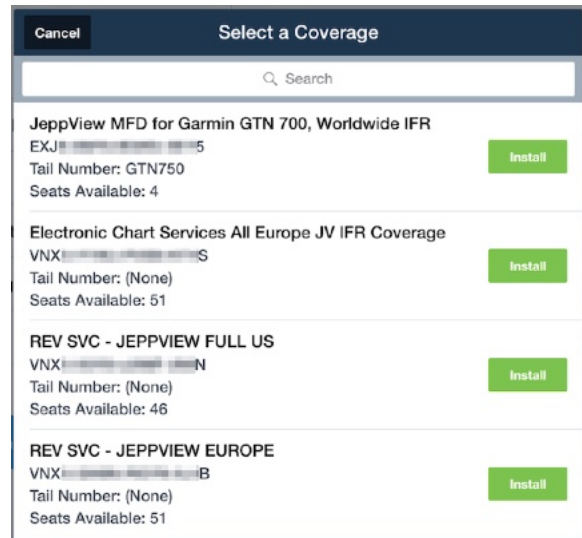 Cancel
Select a Coverage
Search
JeppView MFD for Garmin GTN 700, Worldwide IFR
EXJ 5
Install
Tail Number: GTN750
Seats Available: 4
Electronic Chart Services All Europe JV IFR Coverage
VNX S
Install
Tail Number: (None)
Seats Available: 51
REV SVC - JEPPVIEW FULL US
VNX N
Install
Tail Number: (None)
Seats Available: 46
REV SVC - JEPPVIEW EUROPE
VNX B
Install
Tail Number: (None)
Seats Available: 51